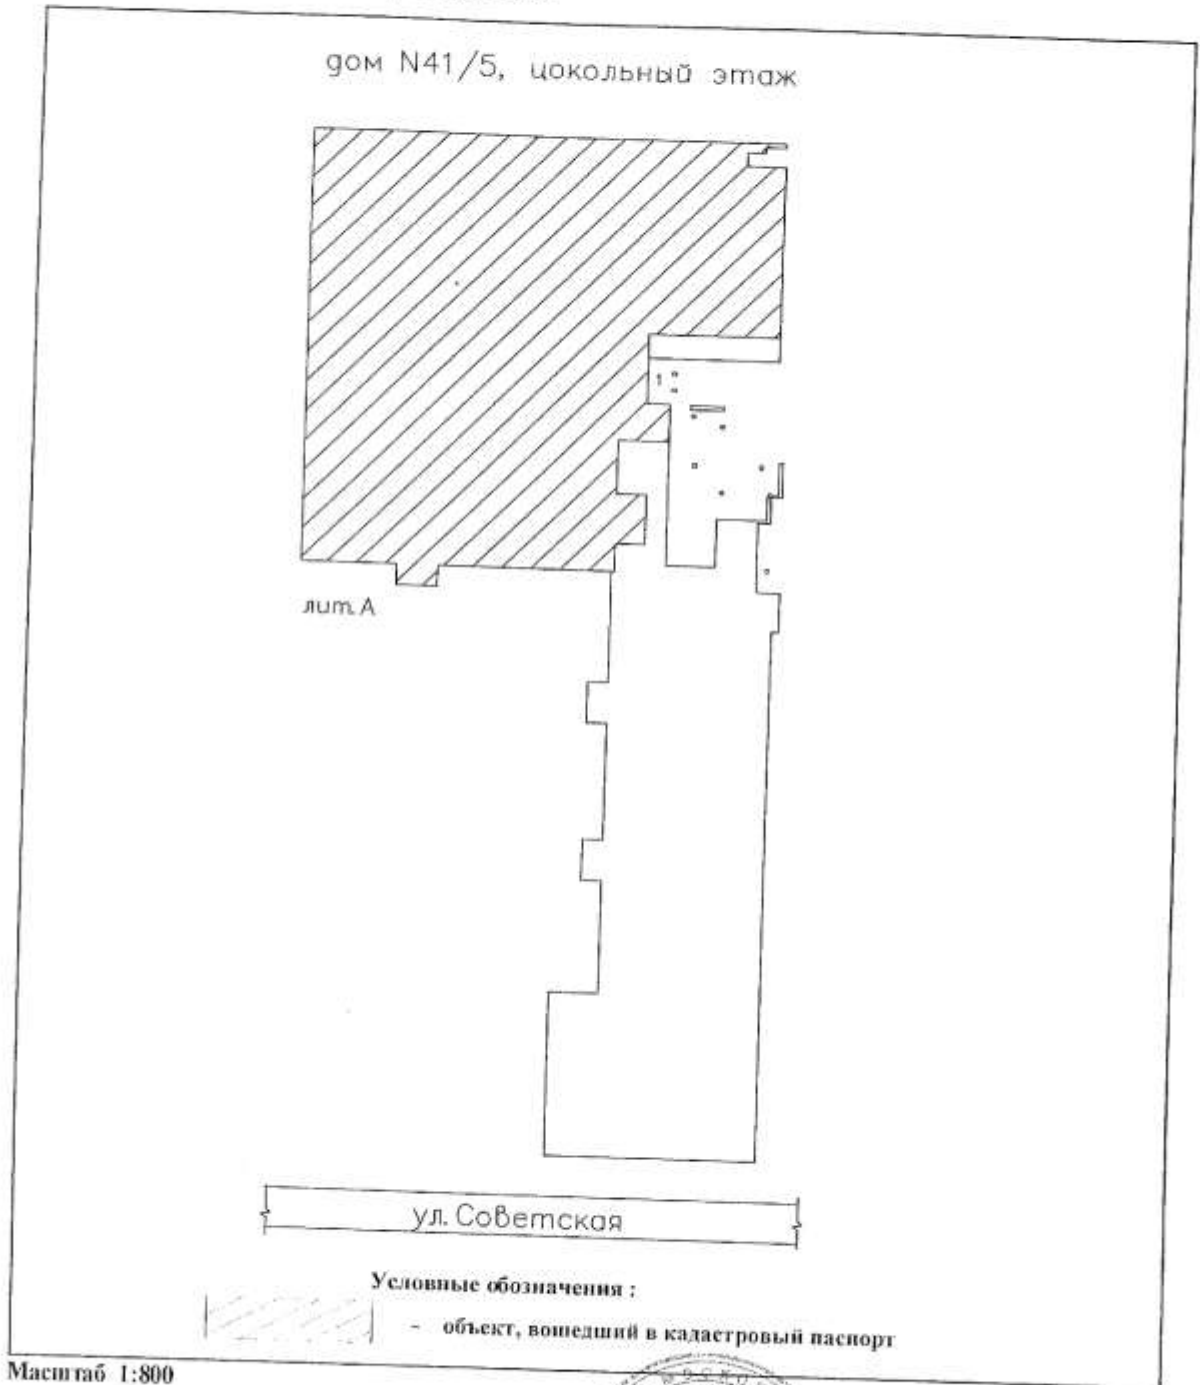 дом N41/5, цокольный этаж
лит. А
ул. Советская
Условные обозначения :
- объект, вошедший в кадастровый паспорт
Масштаб 1:800